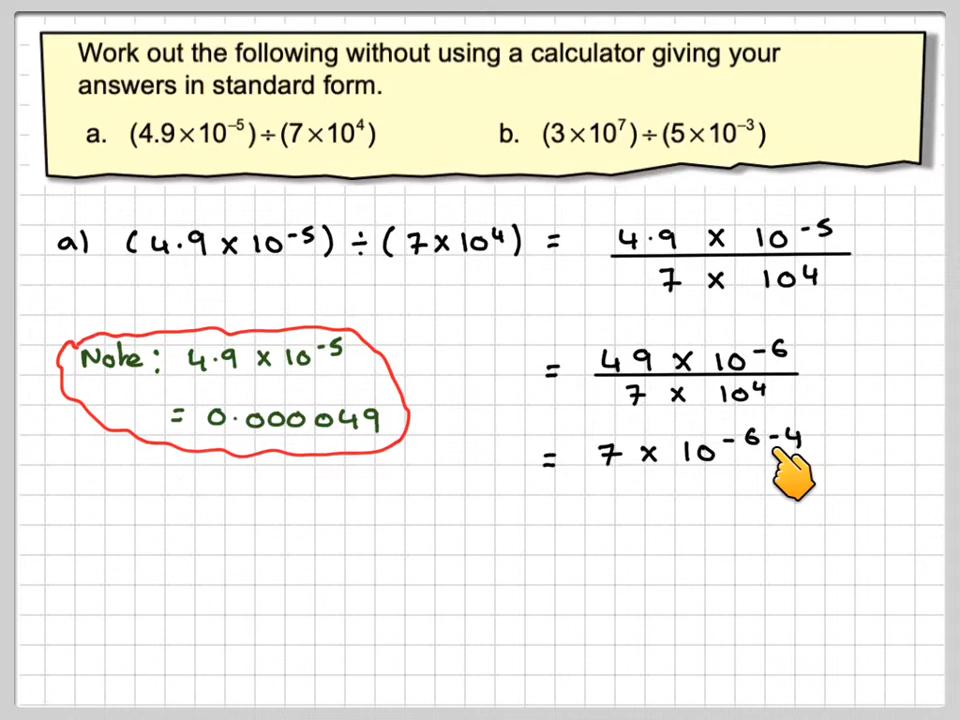 Work out the following without using a calculator giving your
answers in standard form.
a. (4.9×10⁻⁵)÷(7×10⁴) b. (3×10⁷)÷(5×10⁻³)
a) (4.9 × 10⁻⁵) ÷ (7 × 10⁴) = 4.9 × 10⁻⁵
7 × 10⁴
Note: 4.9 × 10⁻⁵
= 0.000049
= 49 × 10⁻⁶
7 × 10⁴
= 7 × 10⁻⁶⁻⁴